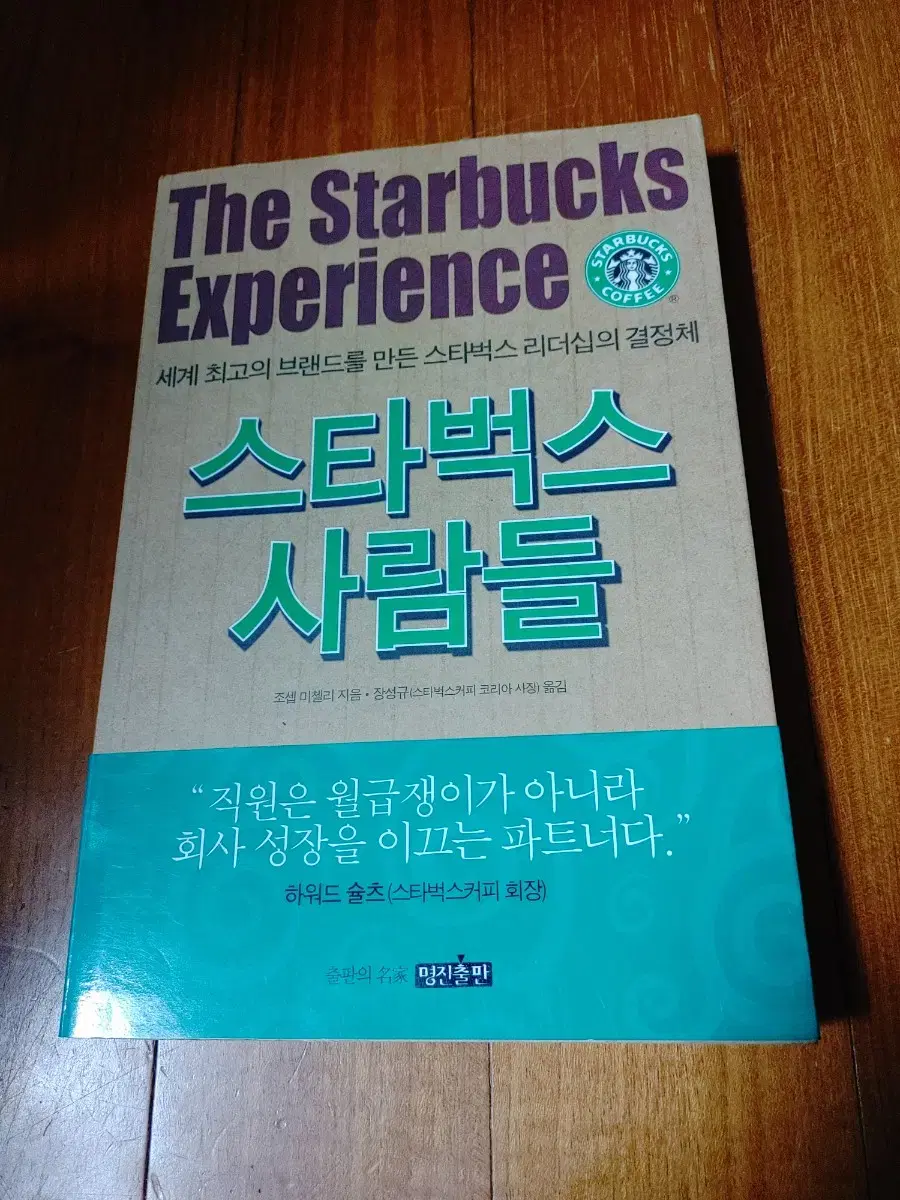 The Starbucks
Experience
STARBUCKS
COFFEE
®
세계 최고의 브랜드를 만든 스타벅스 리더십의 결정체
스타벅스
사람들
조셉 미첼리 지음 • 장성규(스타벅스커피 코리아 사장) 옮김
“직원은 월급쟁이가 아니라
회사 성장을 이끄는 파트너다.”
하워드 슐츠(스타벅스커피 회장)
출판의 名家 명진출판